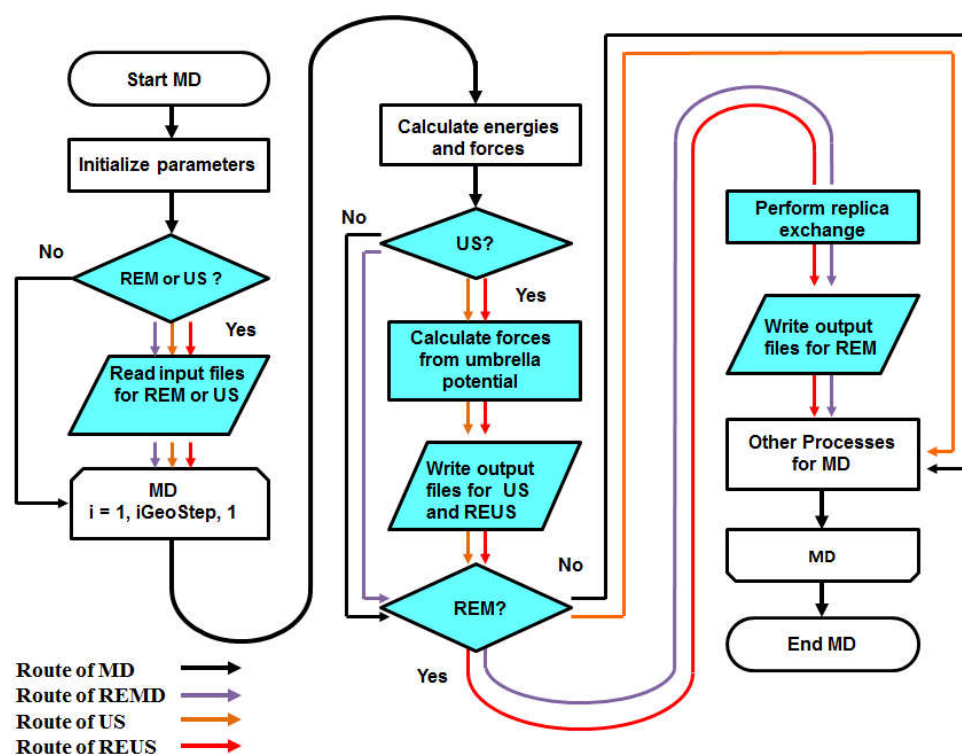 Start MD
Initialize parameters
No
REM or US ?
Yes
Read input files
for REM or US
MD
i = 1, iGeoStep, 1
Calculate energies
and forces
No
US?
Yes
Calculate forces
from umbrella
potential
Write output
files for US
and REUS
No
REM?
Yes
Perform replica
exchange
Write output
files for REM
Other Processes
for MD
MD
End MD
Route of MD
Route of REMD
Route of US
Route of REUS